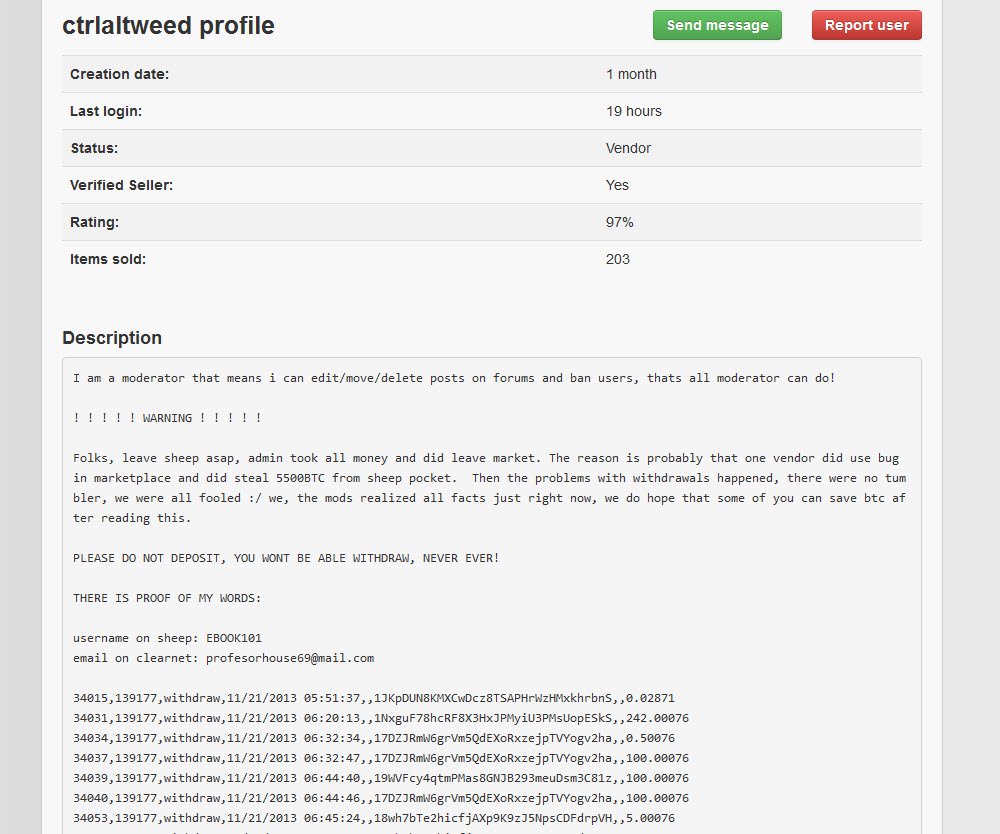 ctrlaltweed profile
Send message
Report user
Creation date: 1 month
Last login: 19 hours
Status: Vendor
Verified Seller: Yes
Rating: 97%
Items sold: 203
Description
I am a moderator that means i can edit/move/delete posts on forums and ban users, thats all moderator can do!
! ! ! ! ! WARNING ! ! ! ! !
Folks, leave sheep asap, admin took all money and did leave market. The reason is probably that one vendor did use bug
in marketplace and did steal 5500BTC from sheep pocket.  Then the problems with withdrawals happened, there were no tum
bler, we were all fooled :/ we, the mods realized all facts just right now, we do hope that some of you can save btc af
ter reading this.
PLEASE DO NOT DEPOSIT, YOU WONT BE ABLE WITHDRAW, NEVER EVER!
THERE IS PROOF OF MY WORDS:
username on sheep: EBOOK101
email on clearnet: profesorhouse69@mail.com
34015,139177,withdraw,11/21/2013 05:51:37,,1JKpDUN8KMXCwDcz8TSAPHrWzHMxkhrbnS,,0.02871
34031,139177,withdraw,11/21/2013 06:20:13,,1NxguF78hcRF8X3HxJPMyiU3PMsUopESkS,,242.00076
34034,139177,withdraw,11/21/2013 06:32:34,,17DZJRmW6grVm5QdEXoRxzejpTVYogv2ha,,0.50076
34037,139177,withdraw,11/21/2013 06:32:47,,17DZJRmW6grVm5QdEXoRxzejpTVYogv2ha,,100.00076
34039,139177,withdraw,11/21/2013 06:44:40,,19WVFcy4qtmPMas8GNJB293meuDsm3C81z,,100.00076
34040,139177,withdraw,11/21/2013 06:44:46,,17DZJRmW6grVm5QdEXoRxzejpTVYogv2ha,,100.00076
34053,139177,withdraw,11/21/2013 06:45:24,,18wh7bTe2hicfjAXp9K9zJ5NpsCDFdrpVH,,5.00076